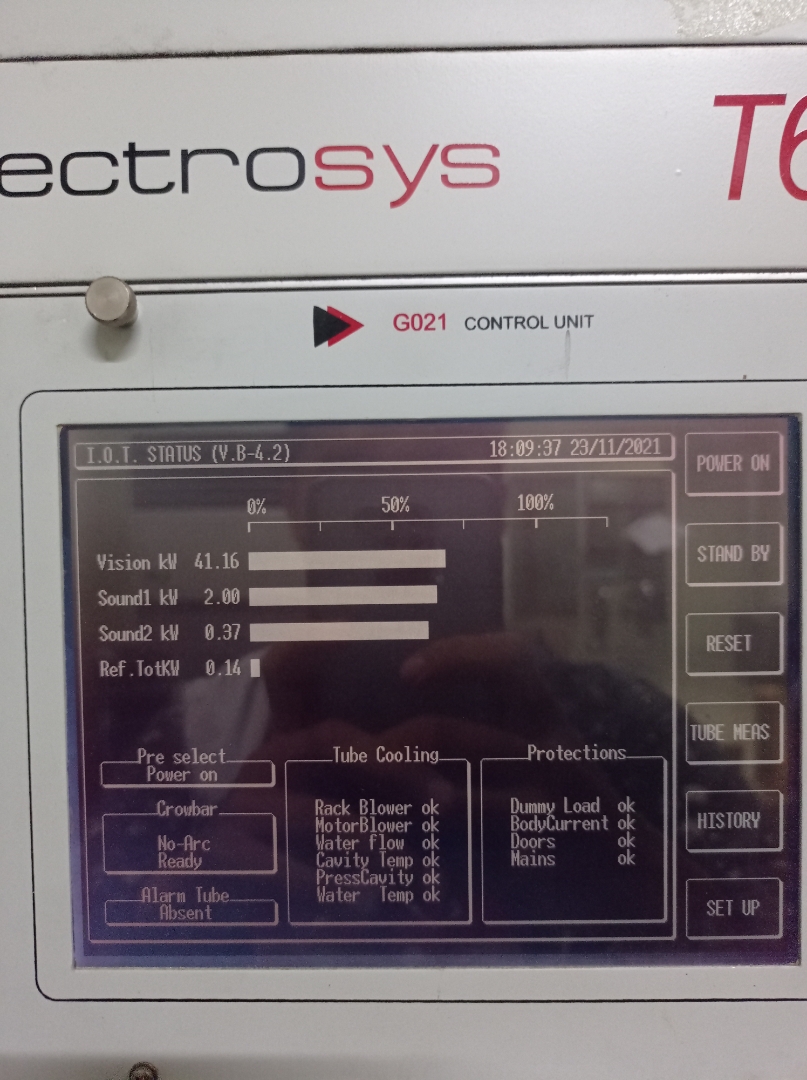 ectrosys T6
G021 CONTROL UNIT
I.O.T. STATUS (V.B-4.2) 18:09:37 23/11/2021
0% 50% 100%
Vision kW 41.16
Sound1 kW 2.00
Sound2 kW 0.37
Ref.TotKW 0.14
Pre select
Power on
Crowbar
No-Arc
Ready
Alarm Tube
Absent
Tube Cooling
Rack Blower ok
MotorBlower ok
Water flow ok
Cavity Temp ok
PressCavity ok
Water Temp ok
Protections
Dummy Load ok
BodyCurrent ok
Doors ok
Mains ok
POWER ON
STAND BY
RESET
TUBE MEAS
HISTORY
SET UP